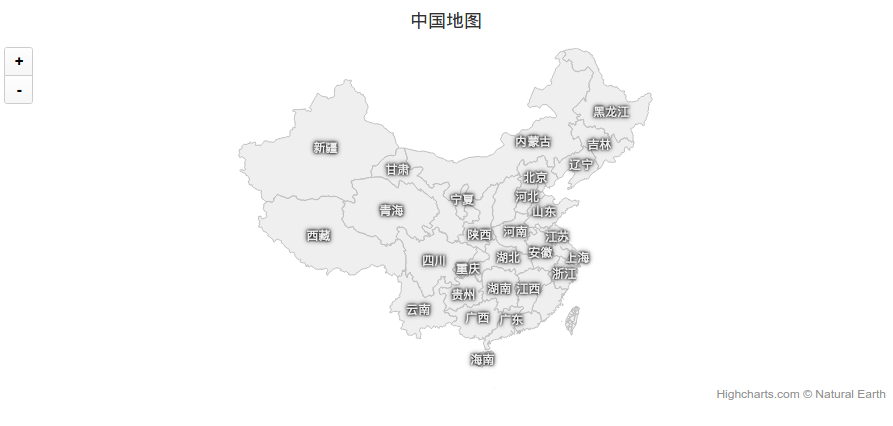 中国地图
+
-
黑龙江
内蒙古
吉林
新疆
辽宁
甘肃
北京
河北
宁夏
青海
山东
陕西
河南
西藏
江苏
安徽
湖北
上海
四川
重庆
浙江
湖南
江西
贵州
云南
广西
广东
海南
Highcharts.com © Natural Earth